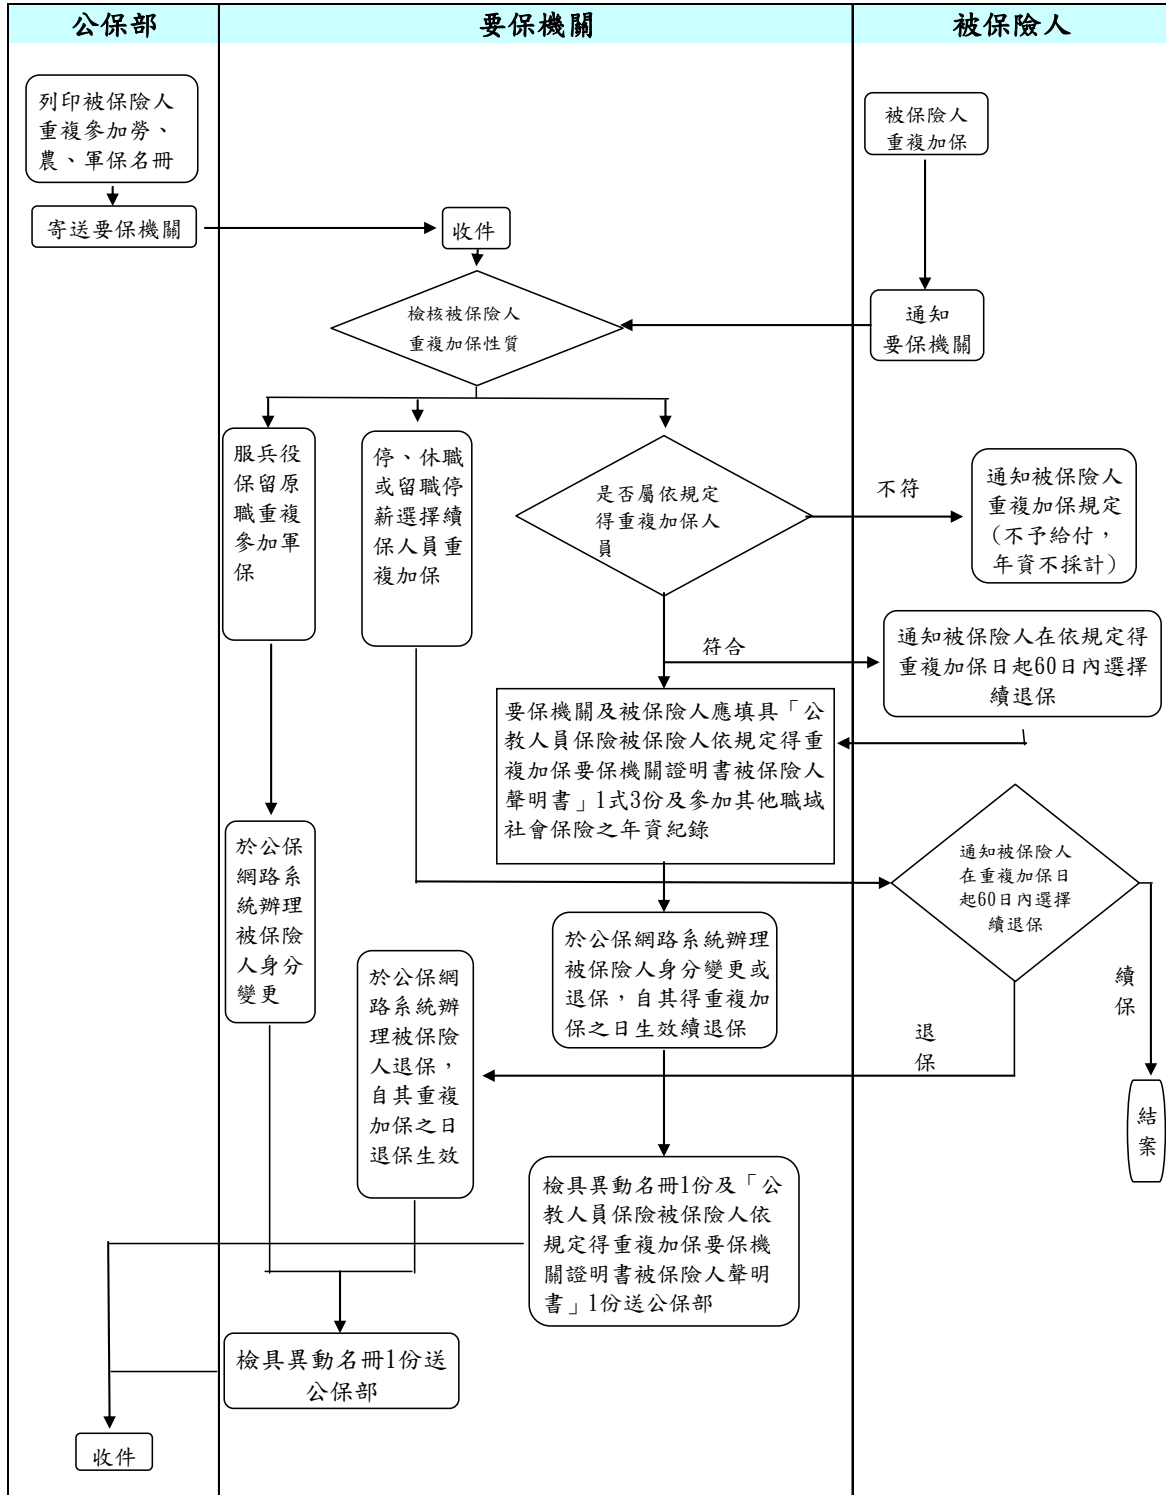 公保部
要保機關
被保險人
列印被保險人
重複參加勞、
農、軍保名冊
寄送要保機關
收件
被保險人
重複加保
通知
要保機關
檢核被保險人
重複加保性質
服兵役
保留原
職重複
參加軍
保
停、休職
或留職停
薪選擇續
保人員重
複加保
是否屬依規定
得重複加保人
員
不符
通知被保險人
重複加保規定
(不予給付，
年資不採計)
符合
通知被保險人在依規定得
重複加保日起60日內選擇
續退保
要保機關及被保險人應填具「公
教人員保險被保險人依規定得重
複加保要保機關證明書被保險人
聲明書」1式3份及參加其他職域
社會保險之年資紀錄
於公保
網路系
統辦理
被保險
人身分
變更
通知被保險人
在重複加保日
起60日內選擇
續退保
於公保網路系統辦理
被保險人身分變更或
退保，自其得重複加
保之日生效續退保
於公保網
路系統辦
理被保險
人退保，
自其重複
加保之日
退保生效
退
保
續
保
結
案
檢具異動名冊1份及「公
教人員保險被保險人依
規定得重複加保要保機
關證明書被保險人聲明
書」1份送公保部
檢具異動名冊1份送
公保部
收件